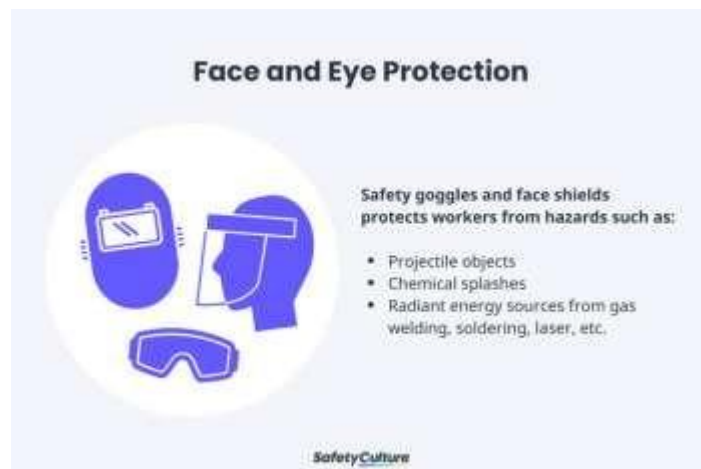 Face and Eye Protection
Safety goggles and face shields
protects workers from hazards such as:
• Projectile objects
• Chemical splashes
• Radiant energy sources from gas
welding, soldering, laser, etc.
SafetyCulture